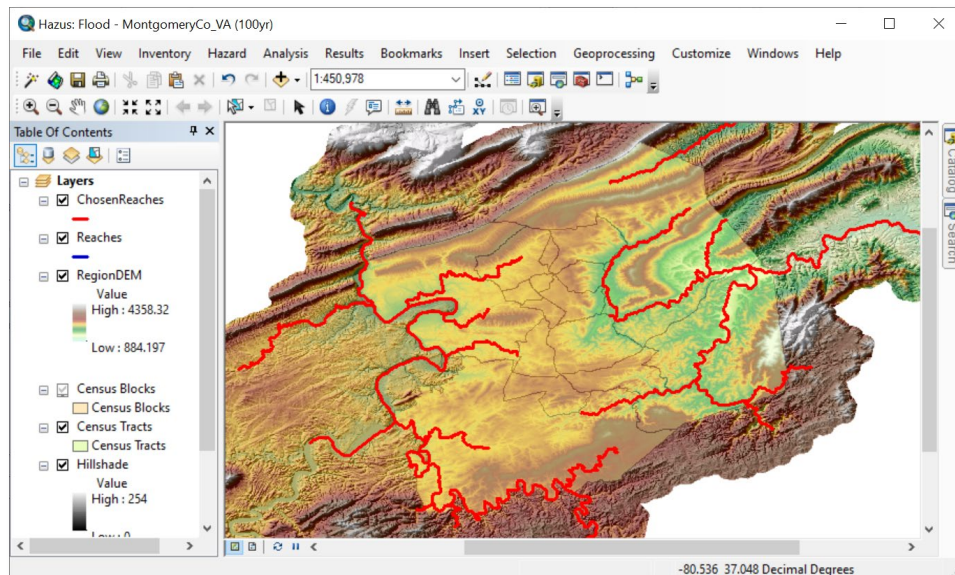 Hazus: Flood - MontgomeryCo_VA (100yr)
File Edit View Inventory Hazard Analysis Results Bookmarks Insert Selection Geoprocessing Customize Windows Help
1:450,978
Table Of Contents
Layers
ChosenReaches
Reaches
RegionDEM
Value
High : 4358.32
Low : 884.197
Census Blocks
Census Blocks
Census Tracts
Census Tracts
Hillshade
Value
High : 254
Low : 0
Catalog
Search
-80.536 37.048 Decimal Degrees